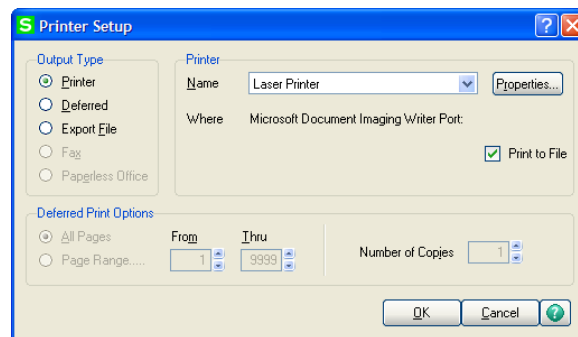 S Printer Setup
Output Type
Printer
Deferred
Export File
Fax
Paperless Office
Printer
Name Laser Printer Properties...
Where Microsoft Document Imaging Writer Port:
Print to File
Deferred Print Options
All Pages
Page Range.....
From Thru
1 9999
Number of Copies 1
OK Cancel ?